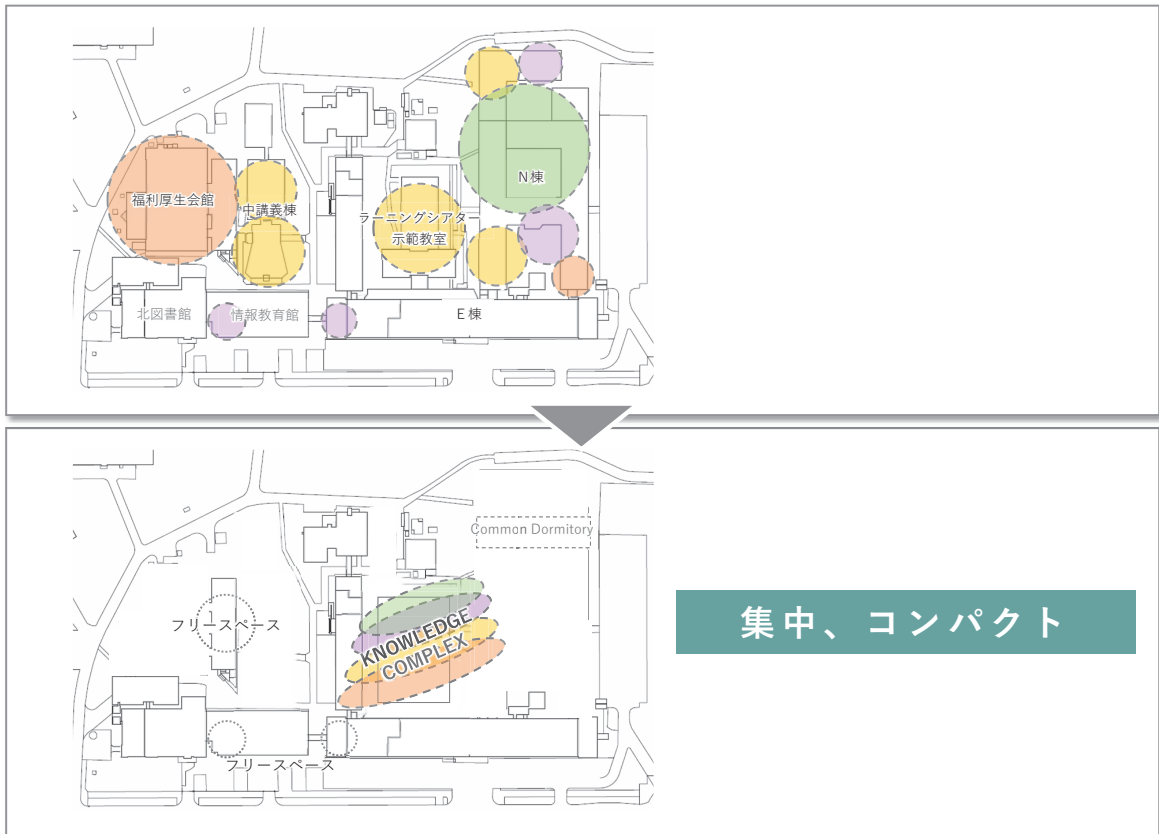 N棟
福利厚生会館
中講義棟
ラーニングシアター
示範教室
北図書館
情報教育館
E棟
Common Dormitory
フリースペース
KNOWLEDGE
COMPLEX
集中、コンパクト
フリースペース